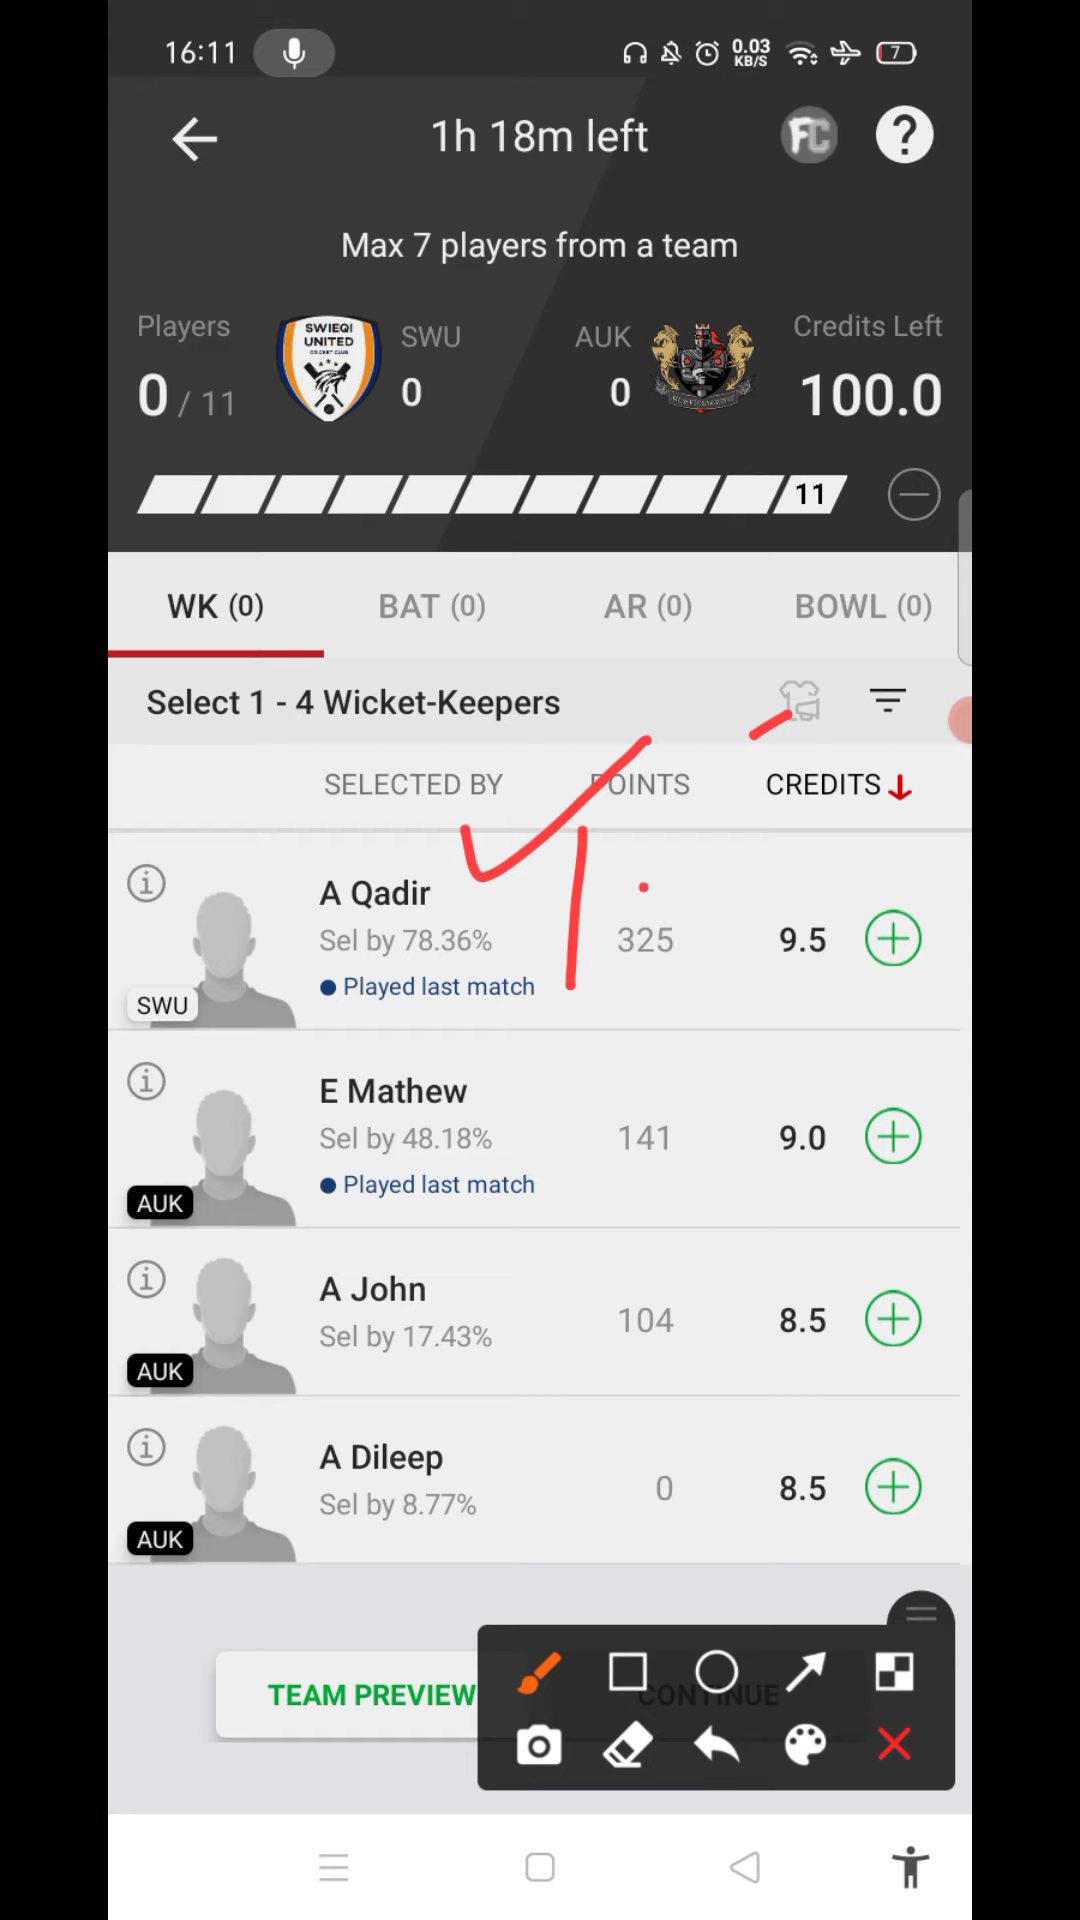 16:11 0.03 KB/S 7
1h 18m left FC ?
Max 7 players from a team
Players SWIEQI UNITED CRICKET CLUB SWU AUK Credits Left
0 / 11 0 0 100.0
11
WK (0) BAT (0) AR (0) BOWL (0)
Select 1 - 4 Wicket-Keepers
SELECTED BY POINTS CREDITS
A Qadir
Sel by 78.36% 325 9.5
Played last match
SWU
E Mathew
Sel by 48.18% 141 9.0
Played last match
AUK
A John
Sel by 17.43% 104 8.5
AUK
A Dileep
Sel by 8.77% 0 8.5
AUK
TEAM PREVIEW CONTINUE